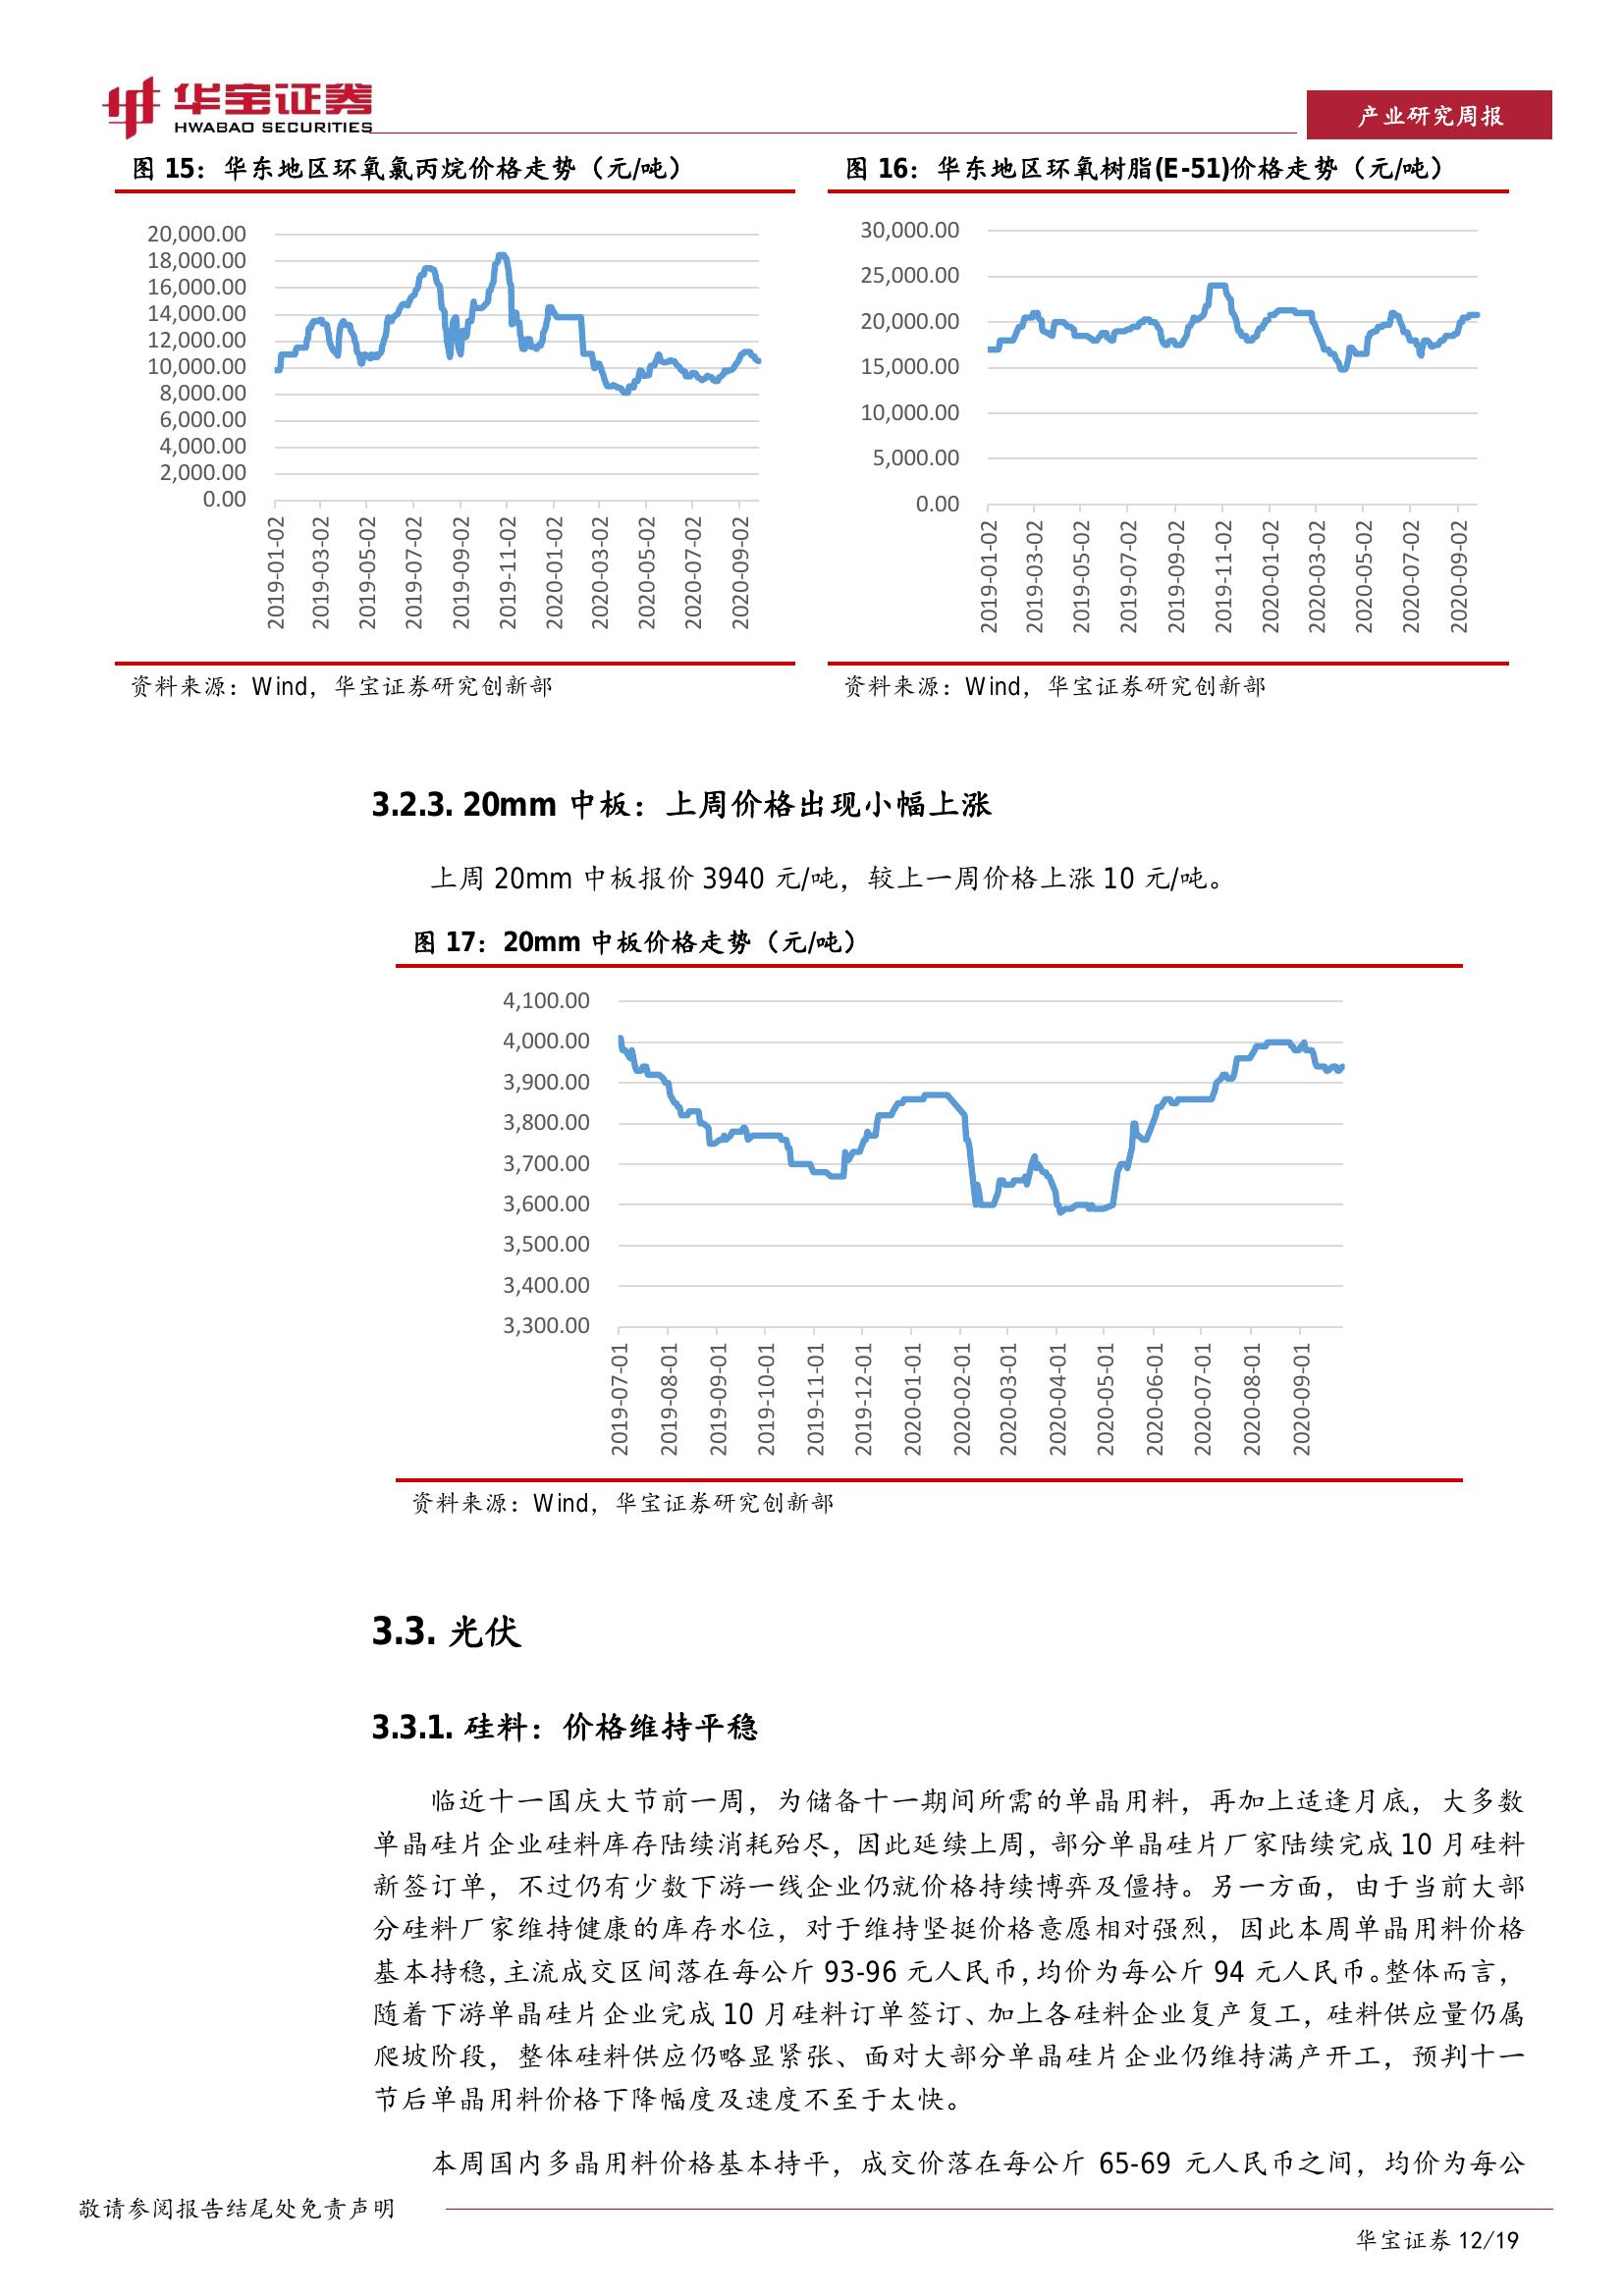 华宝证券
HWABAO SECURITIES
产业研究周报
图 15：华东地区环氧氯丙烷价格走势（元/吨）
20,000.00
18,000.00
16,000.00
14,000.00
12,000.00
10,000.00
8,000.00
6,000.00
4,000.00
2,000.00
0.00
2019-01-02
2019-03-02
2019-05-02
2019-07-02
2019-09-02
2019-11-02
2020-01-02
2020-03-02
2020-05-02
2020-07-02
2020-09-02
资料来源：Wind，华宝证券研究创新部
图 16：华东地区环氧树脂(E-51)价格走势（元/吨）
30,000.00
25,000.00
20,000.00
15,000.00
10,000.00
5,000.00
0.00
2019-01-02
2019-03-02
2019-05-02
2019-07-02
2019-09-02
2019-11-02
2020-01-02
2020-03-02
2020-05-02
2020-07-02
2020-09-02
资料来源：Wind，华宝证券研究创新部
3.2.3. 20mm 中板：上周价格出现小幅上涨
上周 20mm 中板报价 3940 元/吨，较上一周价格上涨 10 元/吨。
图 17：20mm 中板价格走势（元/吨）
4,100.00
4,000.00
3,900.00
3,800.00
3,700.00
3,600.00
3,500.00
3,400.00
3,300.00
2019-07-01
2019-08-01
2019-09-01
2019-10-01
2019-11-01
2019-12-01
2020-01-01
2020-02-01
2020-03-01
2020-04-01
2020-05-01
2020-06-01
2020-07-01
2020-08-01
2020-09-01
资料来源：Wind，华宝证券研究创新部
3.3. 光伏
3.3.1. 硅料：价格维持平稳
临近十一国庆大节前一周，为储备十一期间所需的单晶用料，再加上适逢月底，大多数
单晶硅片企业硅料库存陆续消耗殆尽，因此延续上周，部分单晶硅片厂家陆续完成 10 月硅料
新签订单，不过仍有少数下游一线企业仍就价格持续博弈及僵持。另一方面，由于当前大部
分硅料厂家维持健康的库存水位，对于维持坚挺价格意愿相对强烈，因此本周单晶用料价格
基本持稳，主流成交区间落在每公斤 93-96 元人民币，均价为每公斤 94 元人民币。整体而言，
随着下游单晶硅片企业完成 10 月硅料订单签订、加上各硅料企业复产复工，硅料供应量仍属
爬坡阶段，整体硅料供应仍略显紧张、面对大部分单晶硅片企业仍维持满产开工，预判十一
节后单晶用料价格下降幅度及速度不至于太快。
本周国内多晶用料价格基本持平，成交价落在每公斤 65-69 元人民币之间，均价为每公
敬请参阅报告结尾处免责声明
华宝证券 12/19